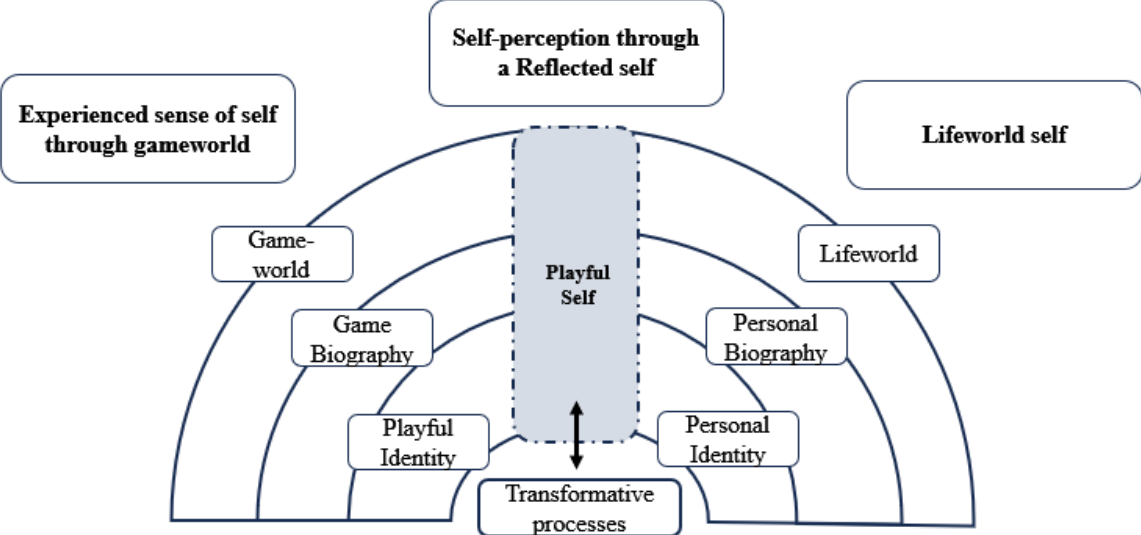 Self-perception through
a Reflected self
Experienced sense of self
through gameworld
Lifeworld self
Game-
world
Lifeworld
Playful
Self
Game
Biography
Personal
Biography
Playful
Identity
Personal
Identity
Transformative
processes